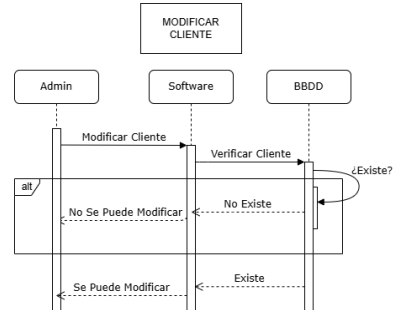 MODIFICAR
CLIENTE
Admin
Software
BBDD
Modificar Cliente
Verificar Cliente
¿Existe?
alt
No Existe
No Se Puede Modificar
Existe
Se Puede Modificar